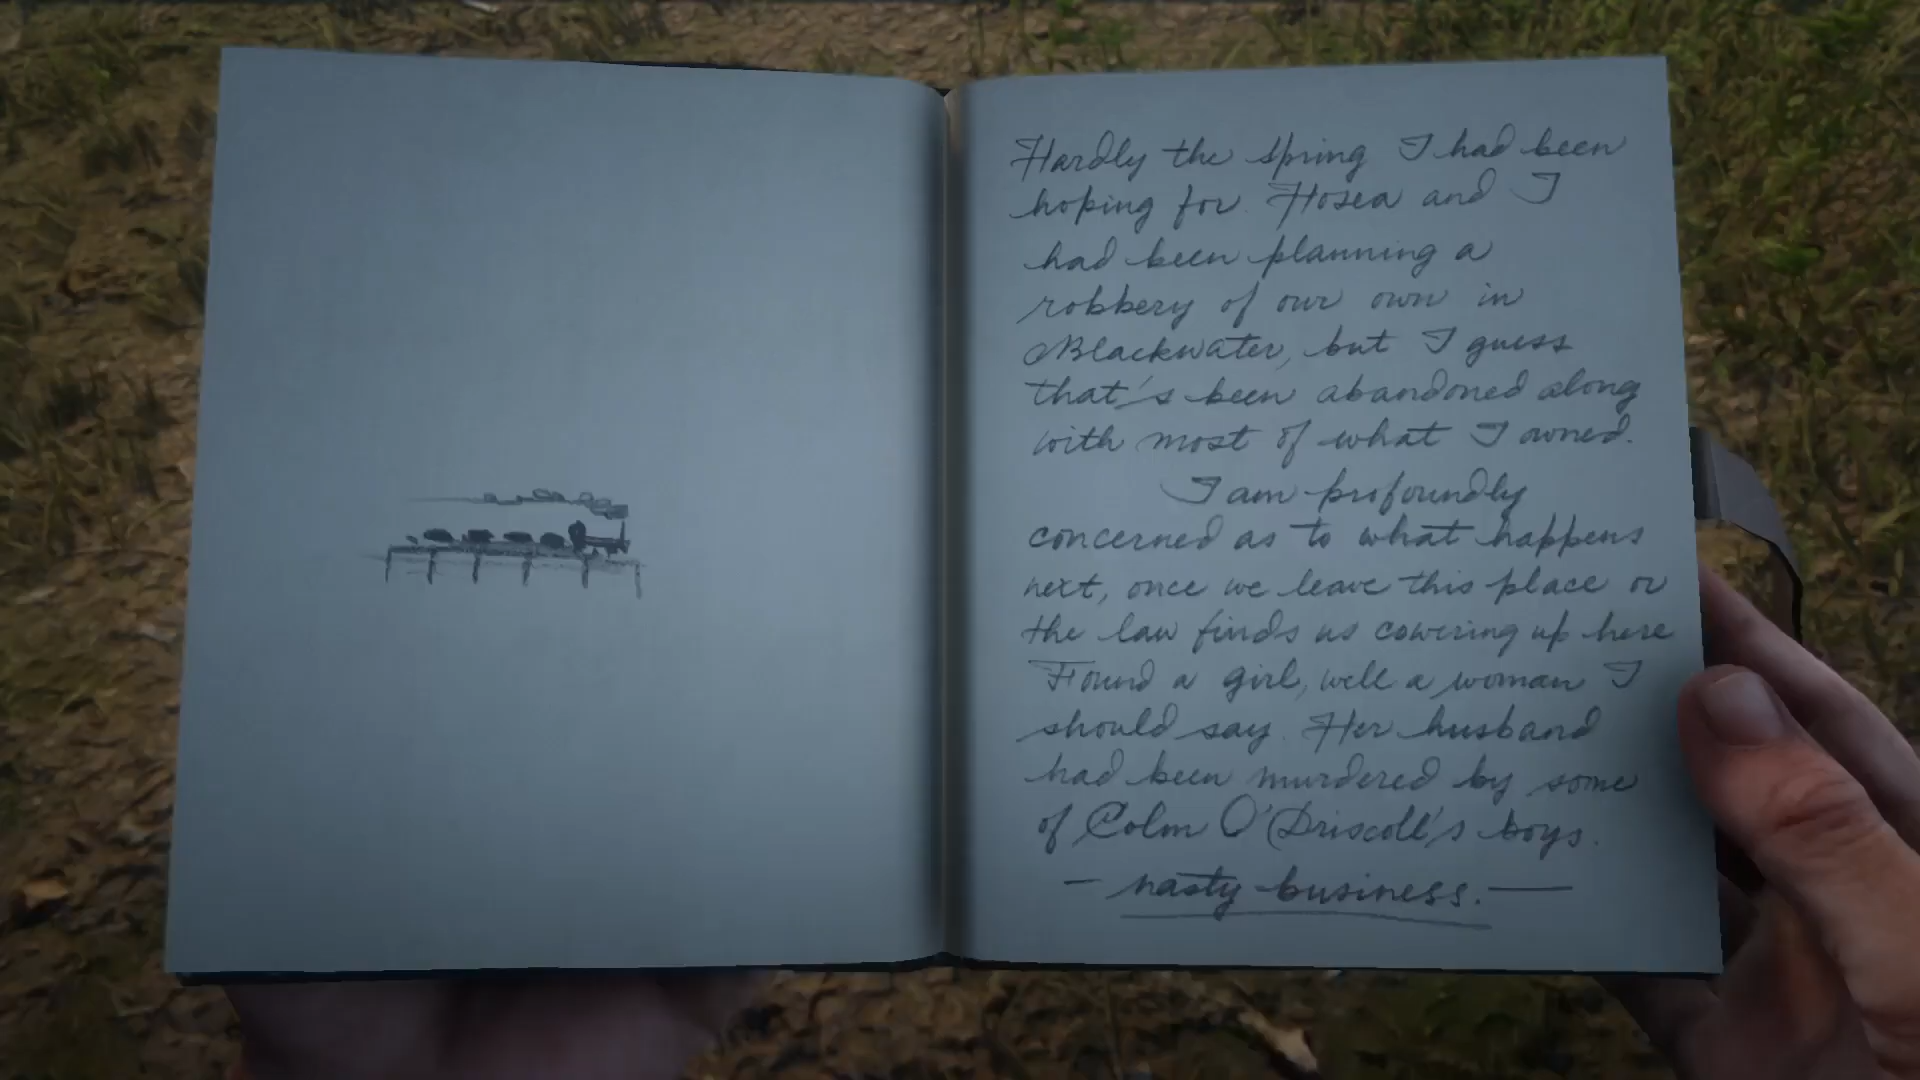 Hardly the spring I had been
hoping for. Hosea and I
had been planning a
robbery of our own in
Blackwater, but I guess
that's been abandoned along
with most of what I owned.
I am profoundly
concerned as to what happens
next, once we leave this place or
the law finds us cowering up here
Found a girl, well a woman I
should say. Her husband
had been murdered by some
of Colm O'Driscoll's boys.
— nasty business. —